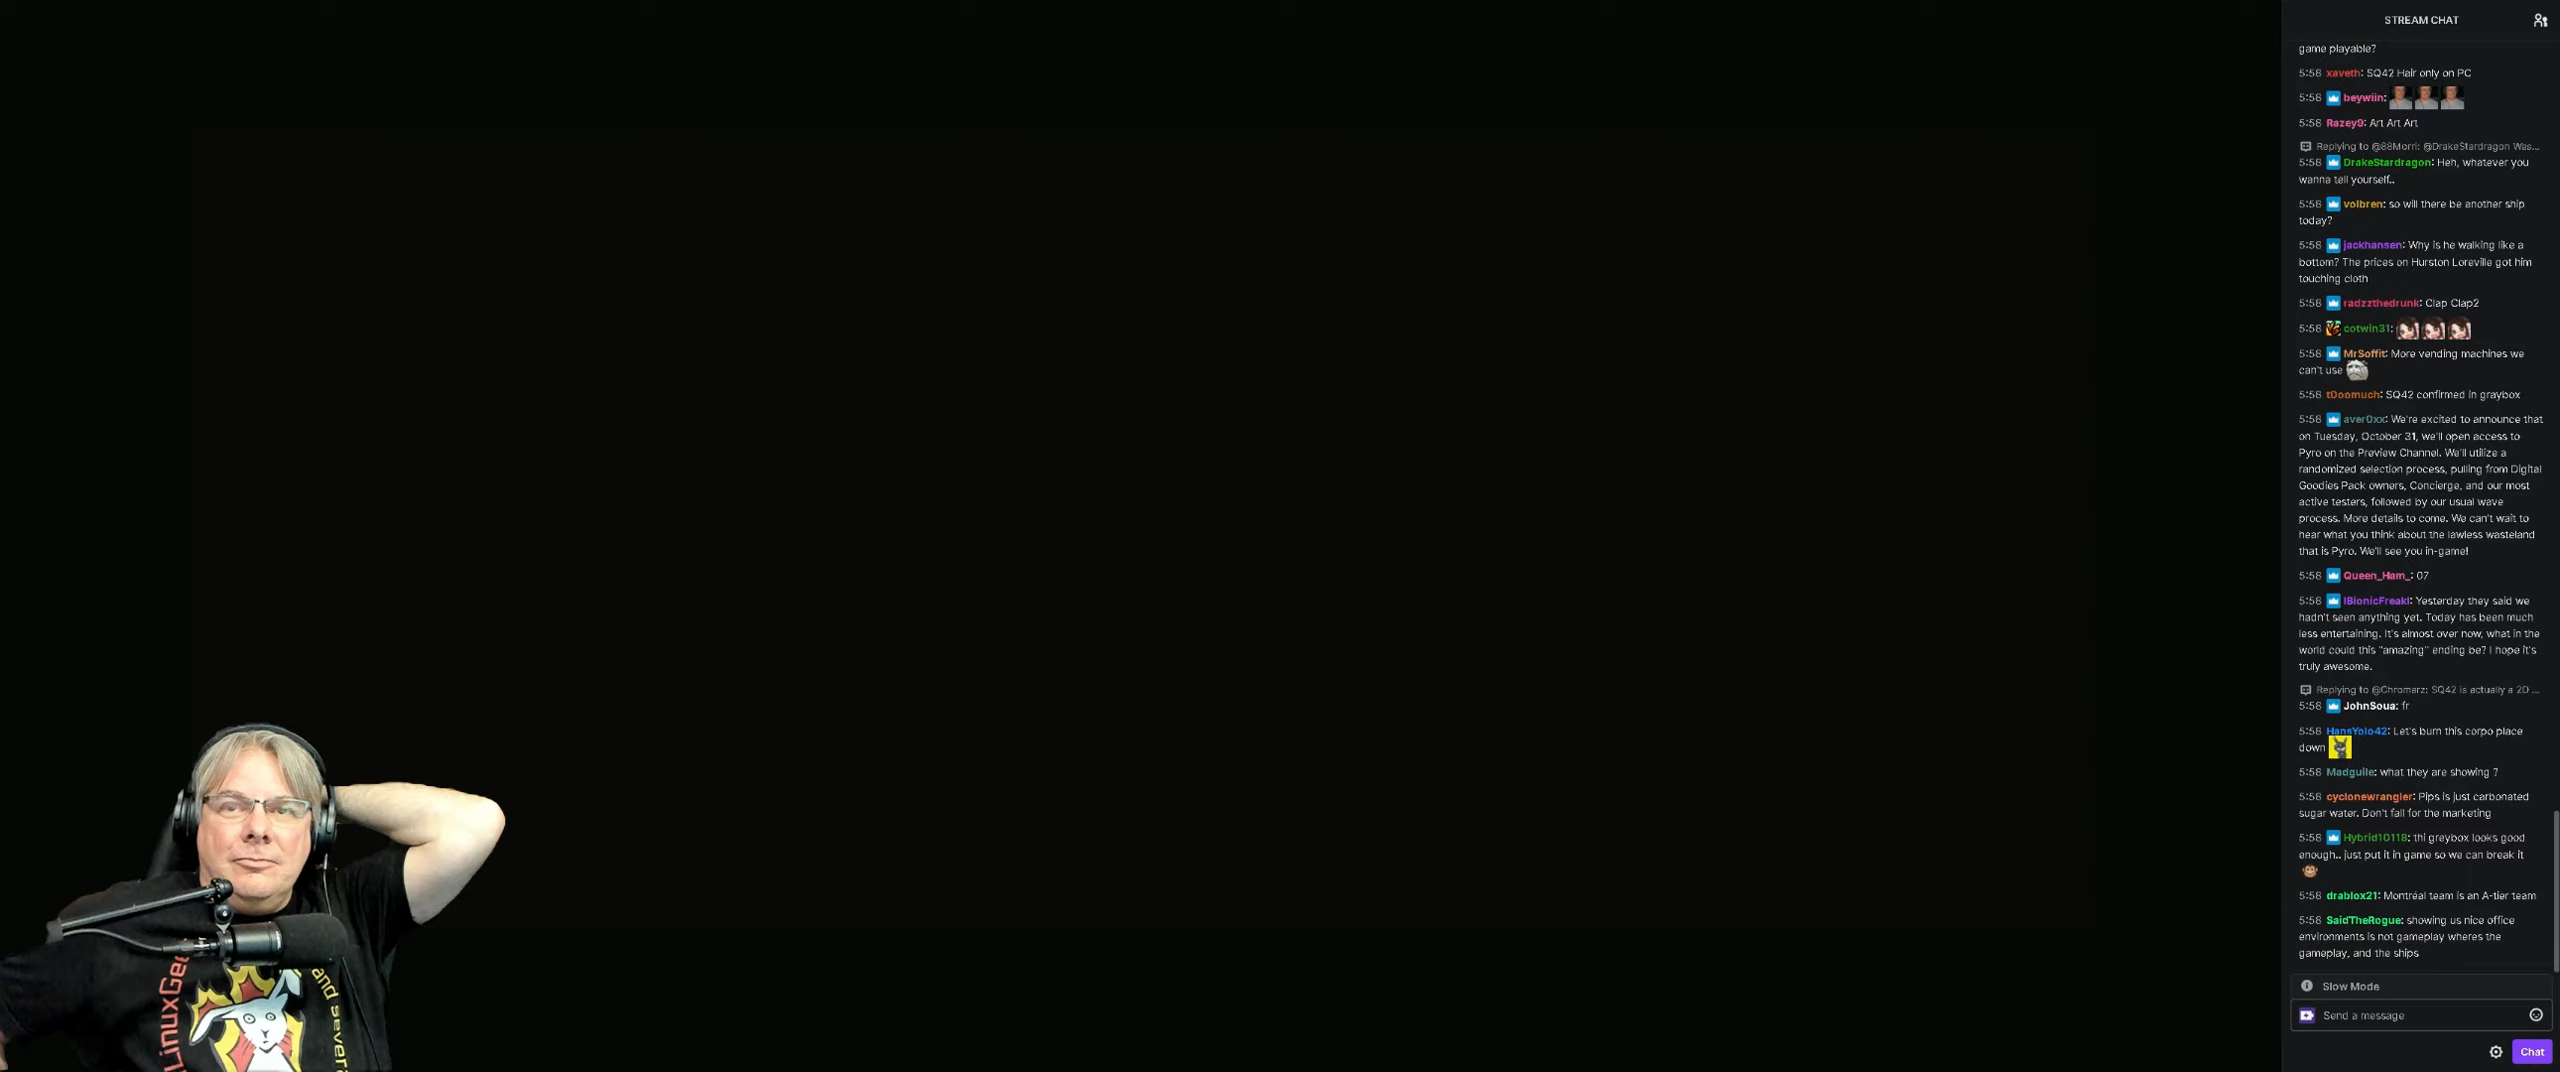 STREAM CHAT
game playable?
5:58 xaveth: SQ42 Hair only on PC
5:58 beywiin:
5:58 Razey9: Art Art Art
Replying to @88Morri: @DrakeStardragon Was...
5:58 DrakeStardragon: Heh, whatever you
wanna tell yourself..
5:58 volbren: so will there be another ship
today?
5:58 jackhansen: Why is he walking like a
bottom? The prices on Hurston Loreville got him
touching cloth
5:58 radzzthedrunk: Clap Clap2
5:58 cotwin31:
5:58 MrSoffit: More vending machines we
can't use
5:58 t0oomuch: SQ42 confirmed in graybox
5:58 aver0xx: We're excited to announce that
on Tuesday, October 31, we'll open access to
Pyro on the Preview Channel. We'll utilize a
randomized selection process, pulling from Digital
Goodies Pack owners, Concierge, and our most
active testers, followed by our usual wave
process. More details to come. We can't wait to
hear what you think about the lawless wasteland
that is Pyro. We'll see you in-game!
5:58 Queen_Ham_: 07
5:58 IBionicFreakI: Yesterday they said we
hadn't seen anything yet. Today has been much
less entertaining. It's almost over now, what in the
world could this "amazing" ending be? I hope it's
truly awesome.
Replying to @Chromarz: SQ42 is actually a 2D ...
5:58 JohnSoua: fr
5:58 HansYolo42: Let's burn this corpo place
down
5:58 Madguile: what they are showing ?
5:58 cyclonewrangler: Pips is just carbonated
sugar water. Don't fall for the marketing
5:58 Hybrid10118: thi greybox looks good
enough.. just put it in game so we can break it
5:58 drablox21: Montréal team is an A-tier team
5:58 SaidTheRogue: showing us nice office
environments is not gameplay wheres the
gameplay, and the ships
Slow Mode
Send a message
Chat
LinuxGee
and severa